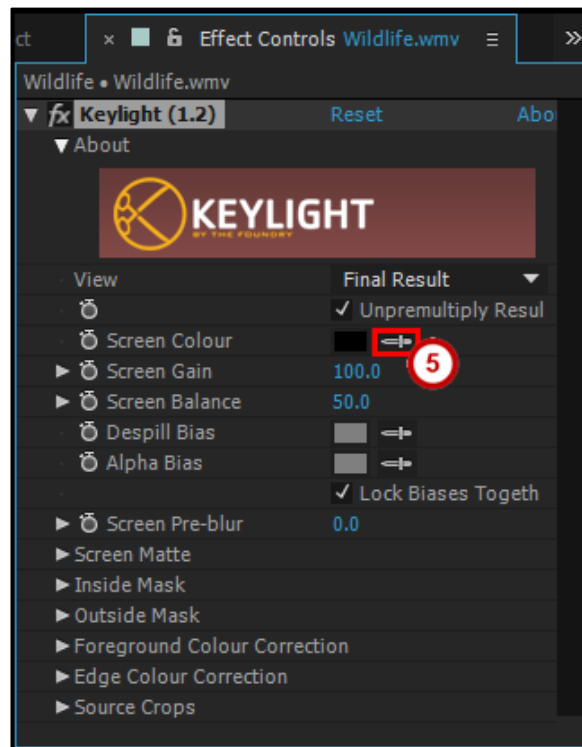 ct × Effect Controls Wildlife.wmv ≡ »
Wildlife • Wildlife.wmv
fx Keylight (1.2) Reset Abo
About
KEYLIGHT
BY THE FOUNDRY
View Final Result
✓ Unpremultiply Resul
Screen Colour
5
Screen Gain 100.0
Screen Balance 50.0
Despill Bias
Alpha Bias
✓ Lock Biases Togeth
Screen Pre-blur 0.0
Screen Matte
Inside Mask
Outside Mask
Foreground Colour Correction
Edge Colour Correction
Source Crops